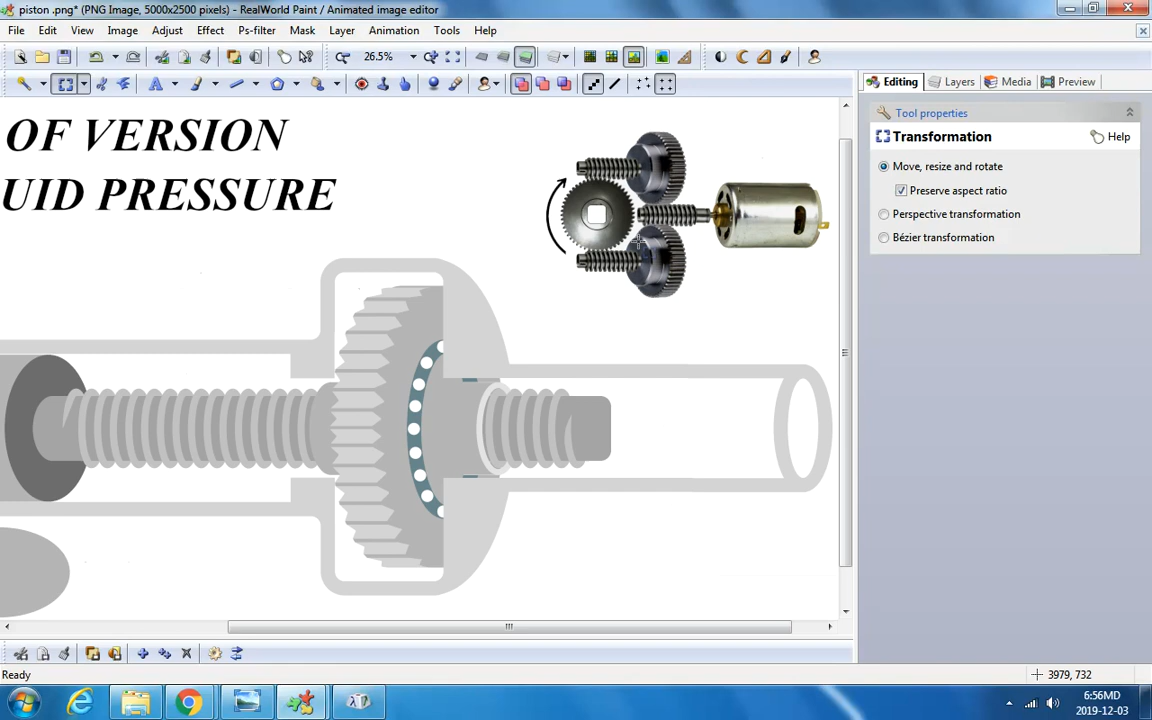 piston .png* (PNG Image, 5000x2500 pixels) - RealWorld Paint / Animated image editor
File Edit View Image Adjust Effect Ps-filter Mask Layer Animation Tools Help
26.5%
Editing Layers Media Preview
Tool properties
Transformation Help
Move, resize and rotate
Preserve aspect ratio
Perspective transformation
Bézier transformation
OF VERSION
UID PRESSURE
Ready
3979, 732
6:56MD
2019-12-03